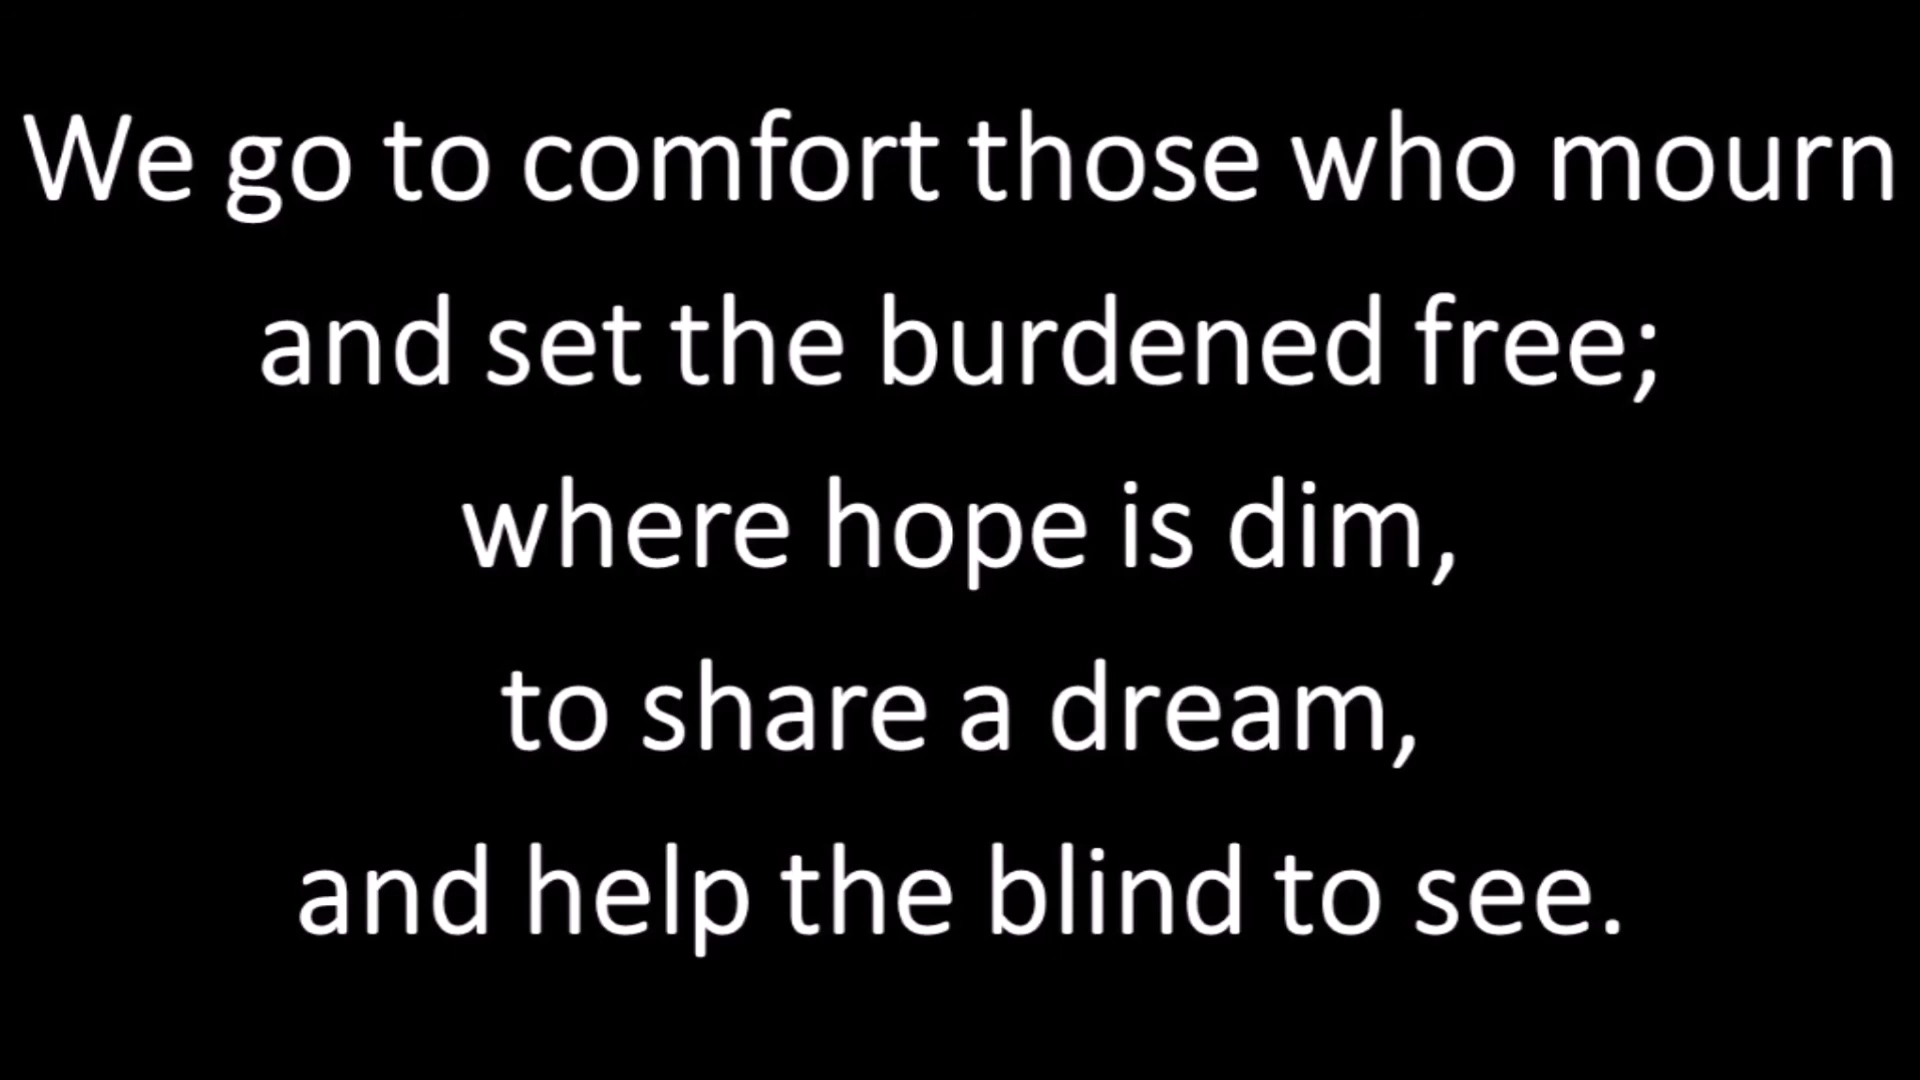 We go to comfort those who mourn
and set the burdened free;
where hope is dim,
to share a dream,
and help the blind to see.